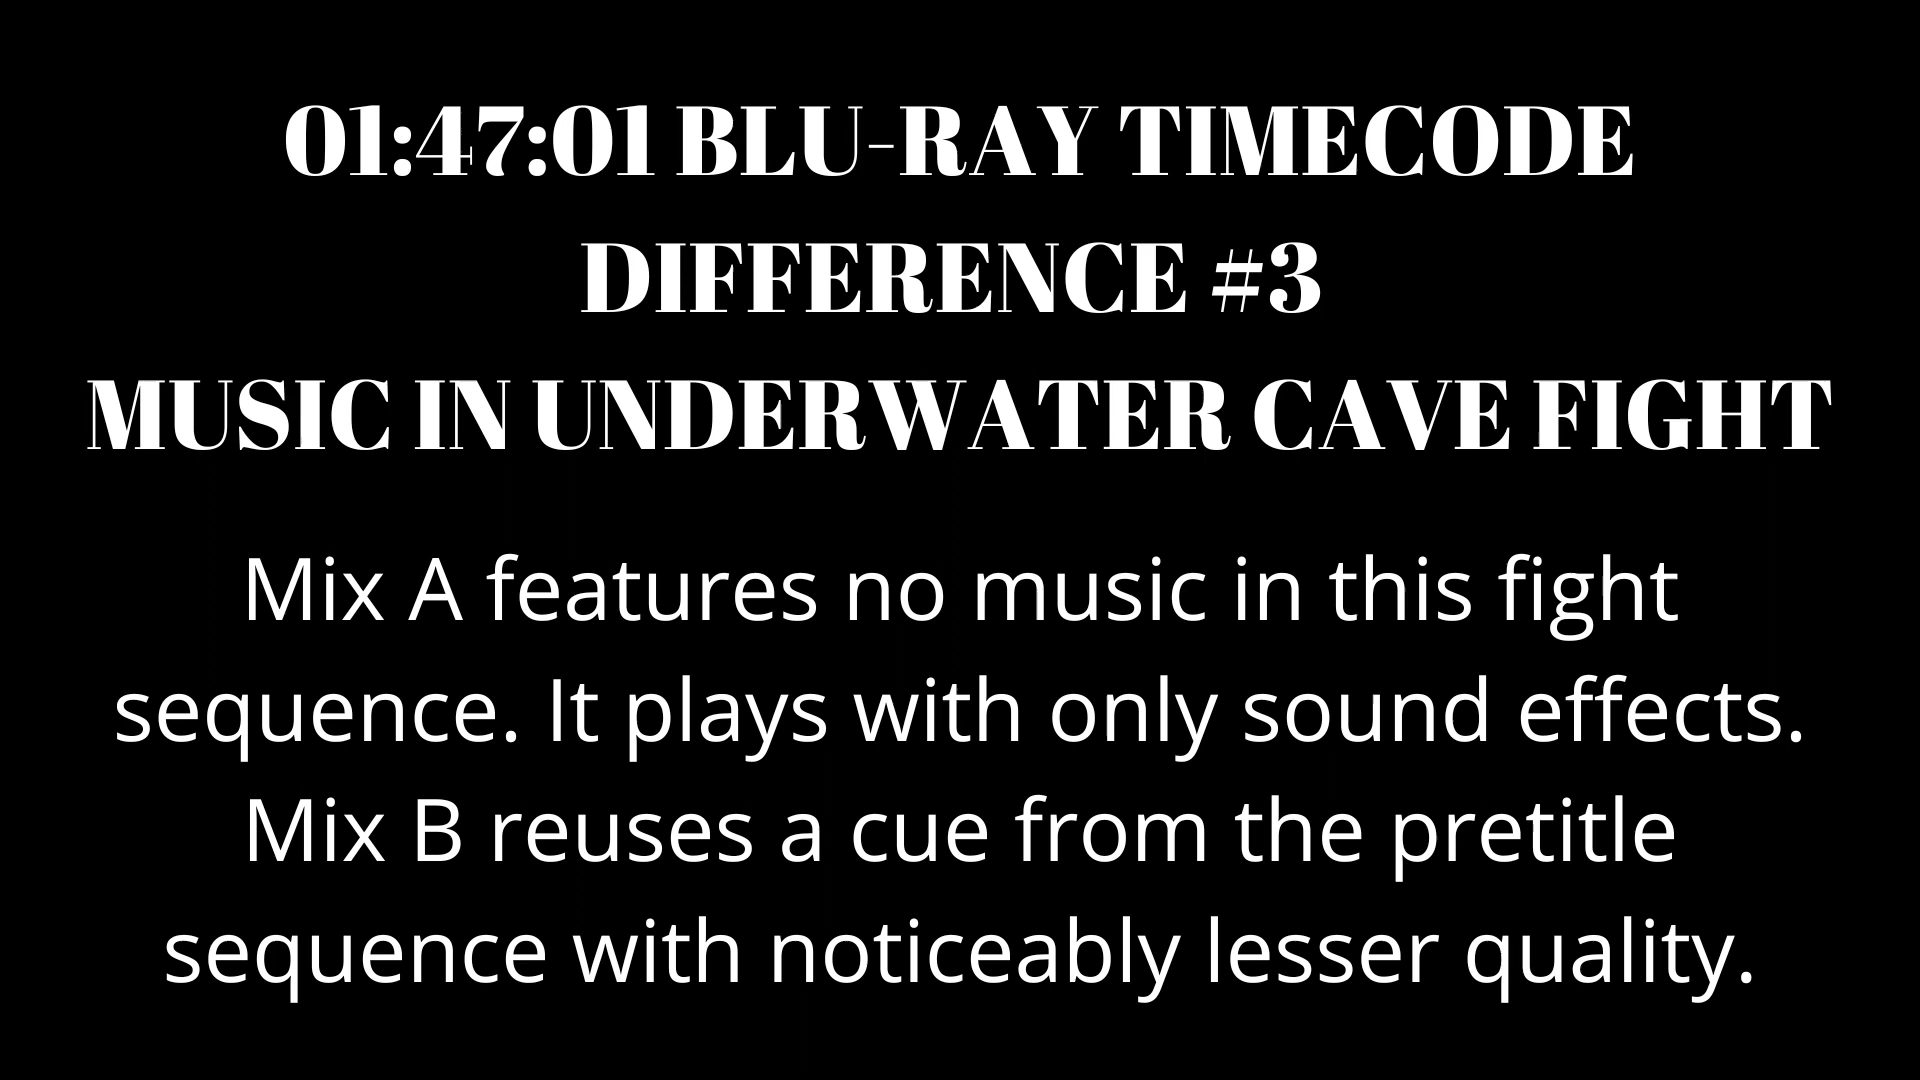 01:47:01 BLU-RAY TIMECODE
DIFFERENCE #3
MUSIC IN UNDERWATER CAVE FIGHT
Mix A features no music in this fight
sequence. It plays with only sound effects.
Mix B reuses a cue from the pretitle
sequence with noticeably lesser quality.